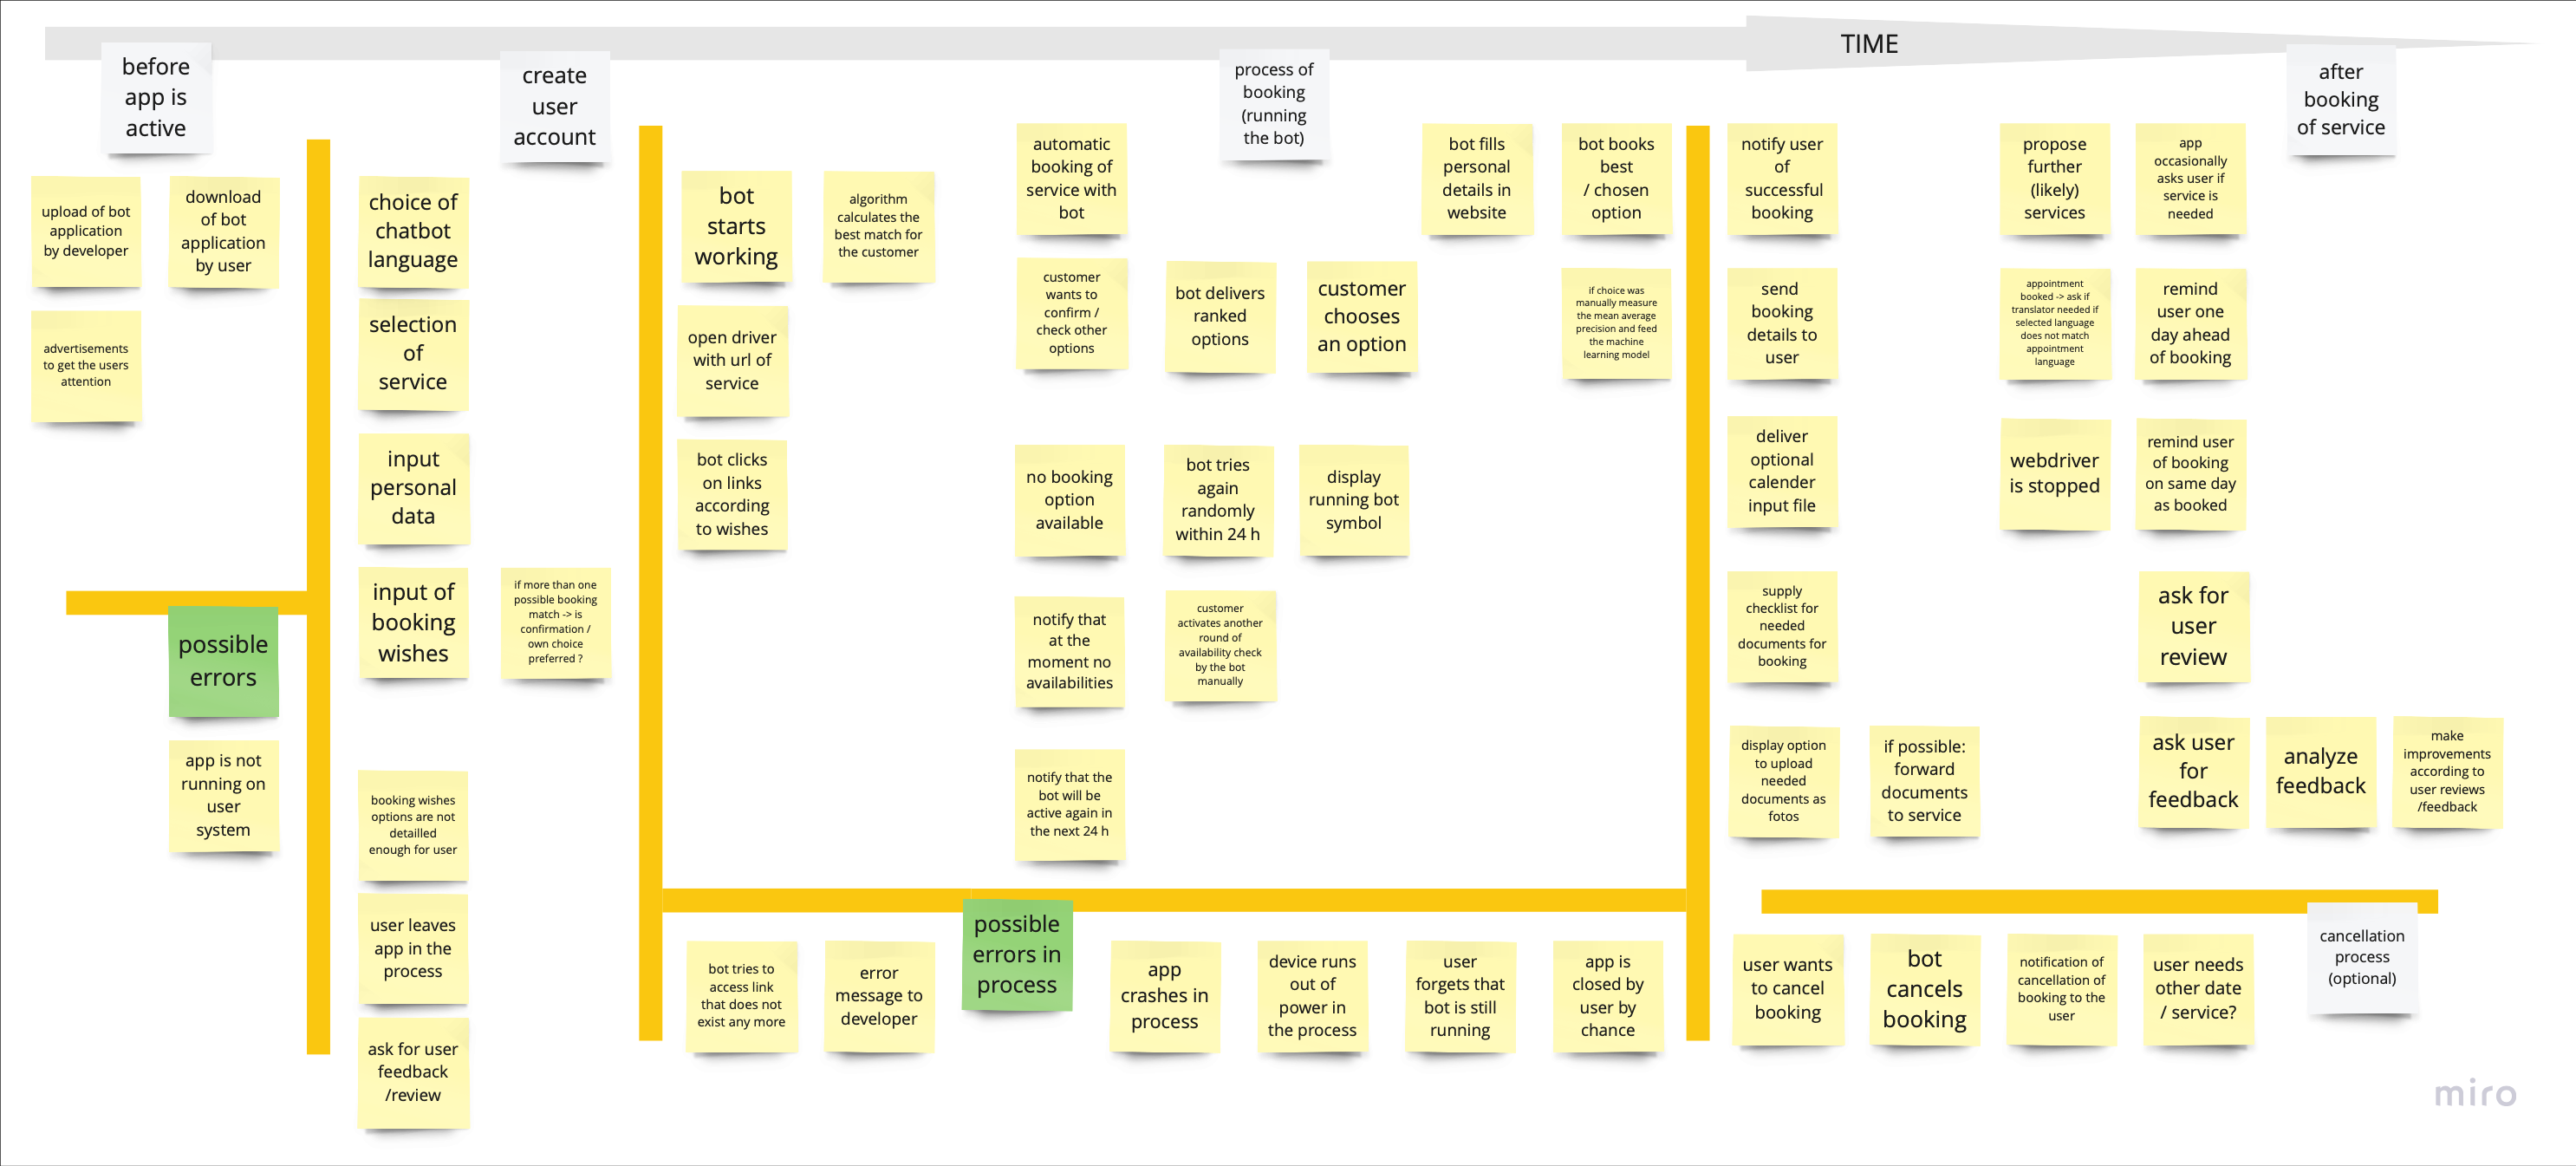 TIME
before
app is
active
upload of bot
application
by developer
download
of bot
application
by user
advertisements
to get the users
attention
possible
errors
app is not
running on
user
system
create
user
account
choice of
chatbot
language
selection
of
service
input
personal
data
input of
booking
wishes
if more than one
possible booking
match -> is
confirmation /
own choice
preferred ?
booking wishes
options are not
detailled
enough for user
user leaves
app in the
process
ask for user
feedback
/review
process of
booking
(running
the bot)
bot
starts
working
algorithm
calculates the
best match for
the customer
open driver
with url of
service
bot clicks
on links
according
to wishes
automatic
booking of
service with
bot
customer
wants to
confirm /
check other
options
bot delivers
ranked
options
customer
chooses
an option
bot fills
personal
details in
website
bot books
best
/ chosen
option
if choice was
manually measure
the mean average
precision and feed
the machine
learning model
no booking
option
available
bot tries
again
randomly
within 24 h
display
running bot
symbol
notify that
at the
moment no
availabilities
customer
activates another
round of
availability check
by the bot
manually
notify that the
bot will be
active again in
the next 24 h
possible
errors in
process
bot tries to
access link
that does not
exist any more
error
message to
developer
app
crashes in
process
device runs
out of
power in
the process
user
forgets that
bot is still
running
app is
closed by
user by
chance
after
booking
of service
notify user
of
successful
booking
propose
further
(likely)
services
app
occasionally
asks user if
service is
needed
send
booking
details to
user
appointment
booked -> ask if
translator needed if
selected language
does not match
appointment
language
remind
user one
day ahead
of booking
deliver
optional
calender
input file
webdriver
is stopped
remind user
of booking
on same day
as booked
supply
checklist for
needed
documents for
booking
ask for
user
review
display option
to upload
needed
documents as
fotos
if possible:
forward
documents
to service
ask user
for
feedback
analyze
feedback
make
improvements
according to
user reviews
/feedback
cancellation
process
(optional)
user wants
to cancel
booking
bot
cancels
booking
notification of
cancellation of
booking to the
user
user needs
other date
/ service?
miro